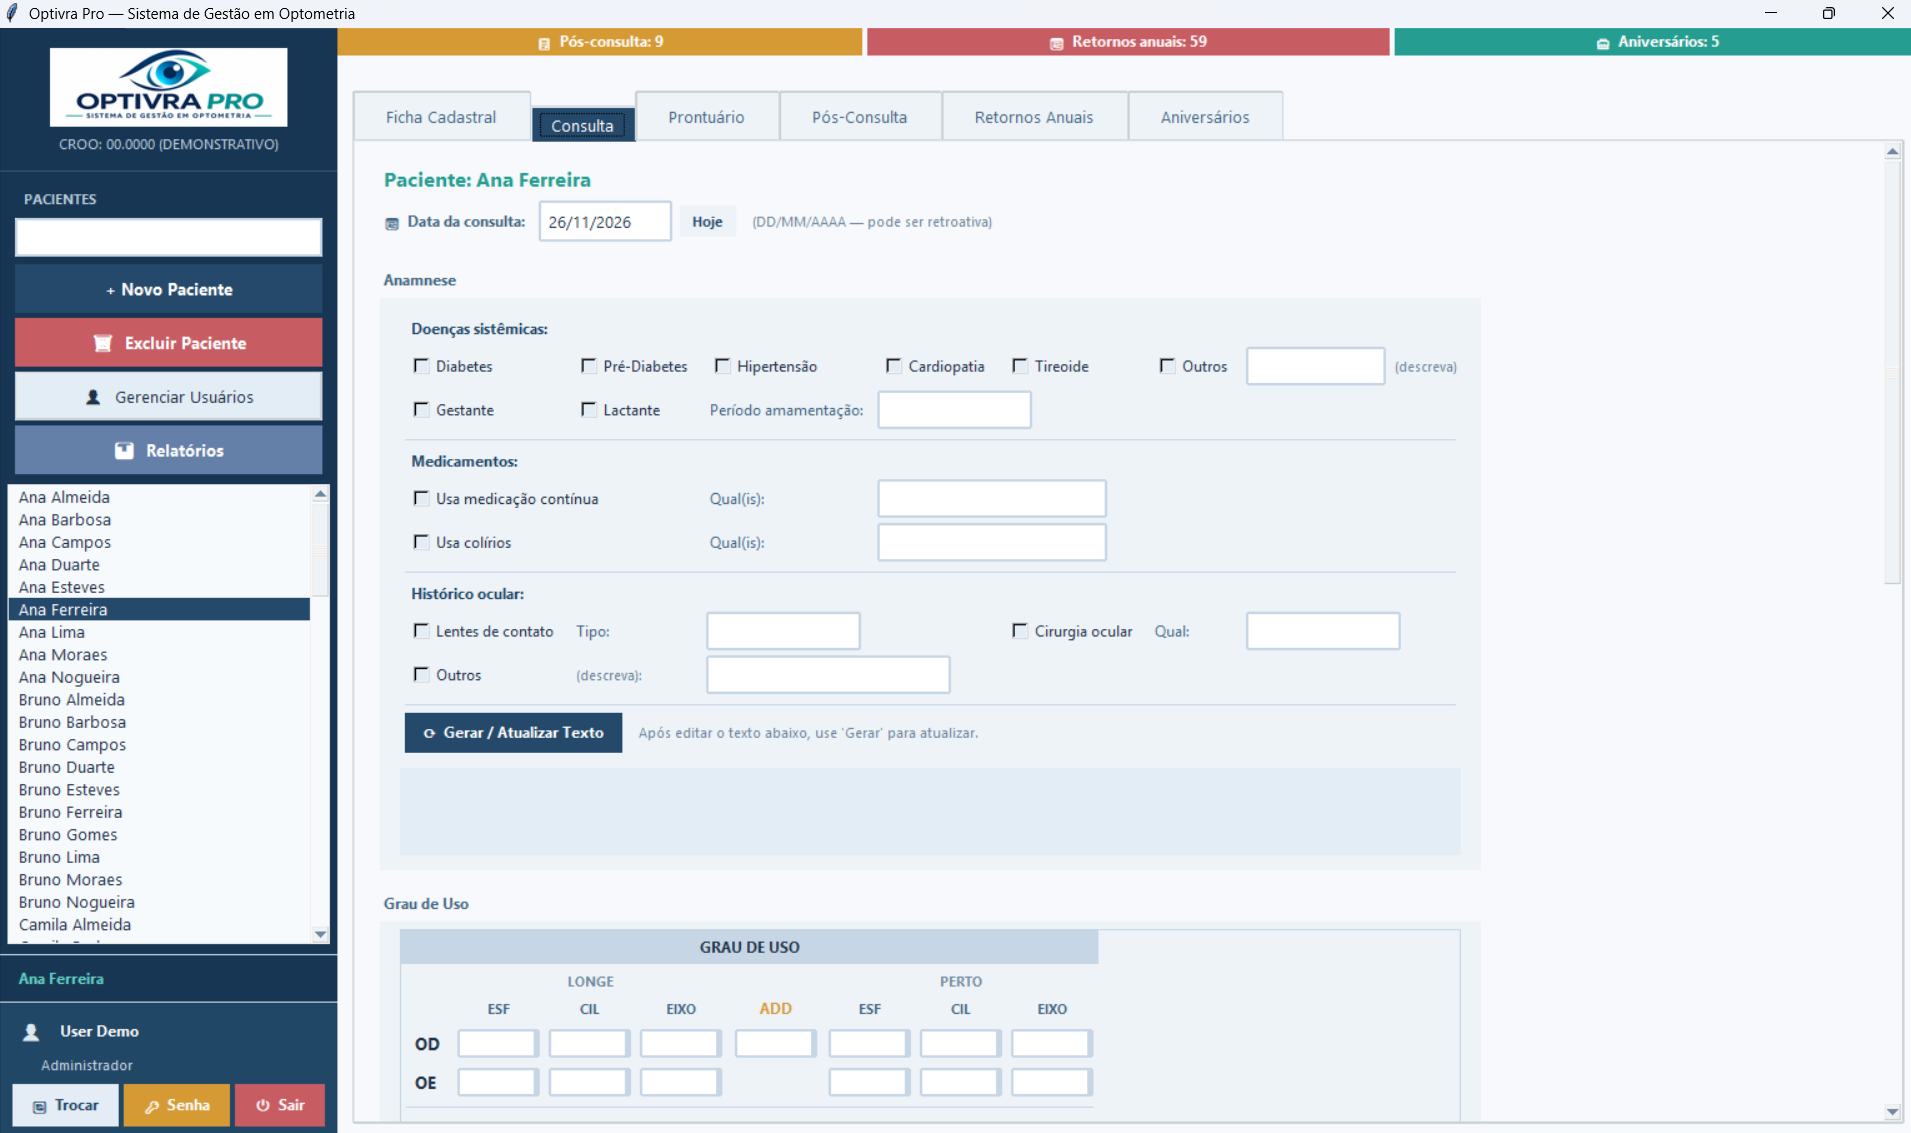 Optivra Pro — Sistema de Gestão em Optometria
Pós-consulta: 9
Retornos anuais: 59
Aniversários: 5
OPTIVRA PRO
SISTEMA DE GESTÃO EM OPTOMETRIA
CROO: 00.0000 (DEMONSTRATIVO)
PACIENTES
+ Novo Paciente
Excluir Paciente
Gerenciar Usuários
Relatórios
Ana Almeida
Ana Barbosa
Ana Campos
Ana Duarte
Ana Esteves
Ana Ferreira
Ana Lima
Ana Moraes
Ana Nogueira
Bruno Almeida
Bruno Barbosa
Bruno Campos
Bruno Duarte
Bruno Esteves
Bruno Ferreira
Bruno Gomes
Bruno Lima
Bruno Moraes
Bruno Nogueira
Camila Almeida
Ana Ferreira
User Demo
Administrador
Trocar
Senha
Sair
Ficha Cadastral
Consulta
Prontuário
Pós-Consulta
Retornos Anuais
Aniversários
Paciente: Ana Ferreira
Data da consulta: 26/11/2026 Hoje (DD/MM/AAAA — pode ser retroativa)
Anamnese
Doenças sistêmicas:
Diabetes Pré-Diabetes Hipertensão Cardiopatia Tireoide Outros (descreva)
Gestante Lactante Período amamentação:
Medicamentos:
Usa medicação contínua Qual(is):
Usa colírios Qual(is):
Histórico ocular:
Lentes de contato Tipo: Cirurgia ocular Qual:
Outros (descreva):
Gerar / Atualizar Texto Após editar o texto abaixo, use 'Gerar' para atualizar.
Grau de Uso
GRAU DE USO
LONGE PERTO
ESF CIL EIXO ADD ESF CIL EIXO
OD
OE